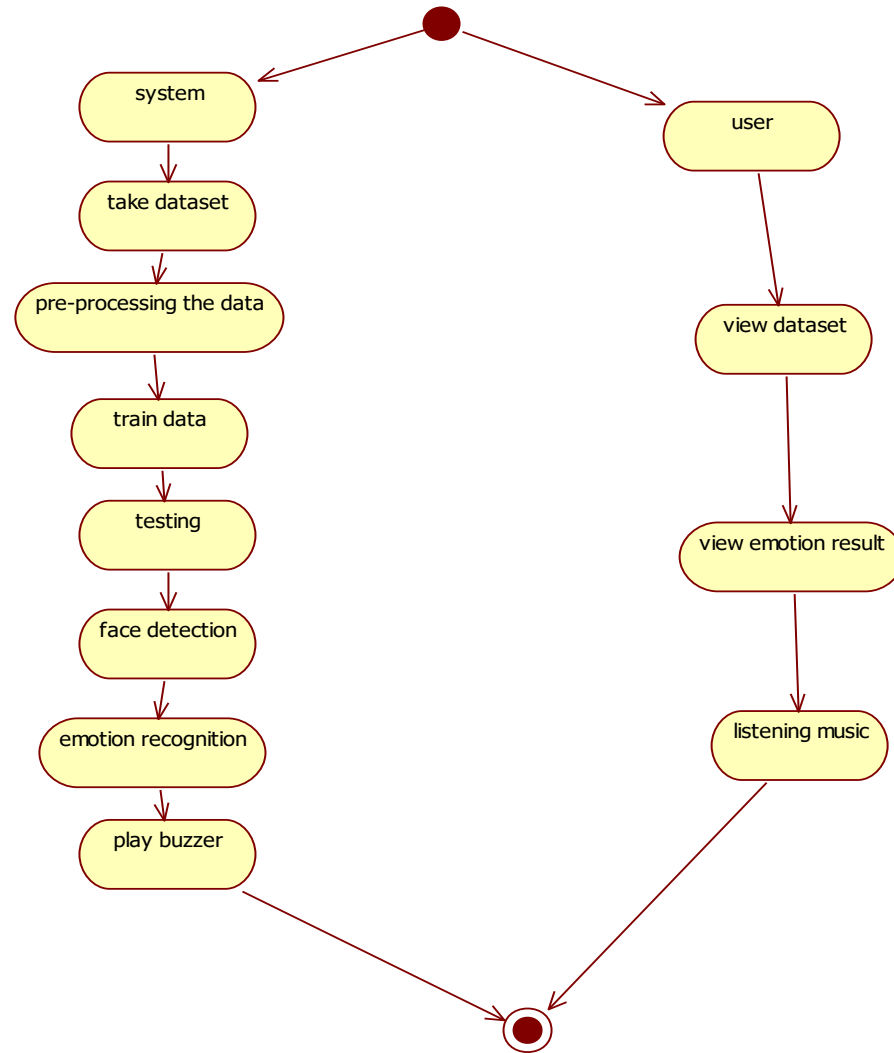 system
take dataset
pre-processing the data
train data
testing
face detection
emotion recognition
play buzzer
user
view dataset
view emotion result
listening music